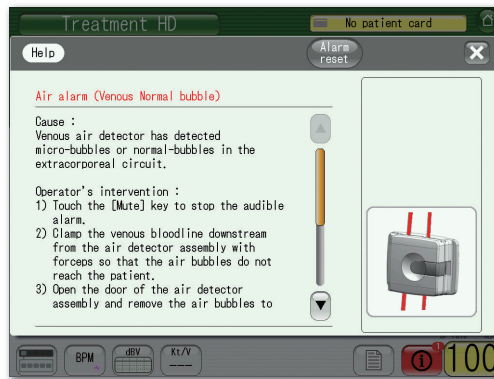 Treatment HD
No patient card
Help
Alarm
reset
Air alarm (Venous Normal bubble)
Cause :
Venous air detector has detected
micro-bubbles or normal-bubbles in the
extracorporeal circuit.
Operator's intervention :
1) Touch the [Mute] key to stop the audible
alarm.
2) Clamp the venous bloodline downstream
from the air detector assembly with
forceps so that the air bubbles do not
reach the patient.
3) Open the door of the air detector
assembly and remove the air bubbles to
BPM
dBV
Kt/V
---
1
100